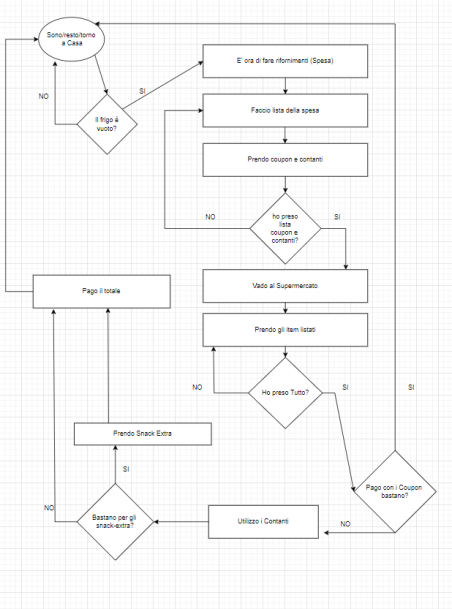 Sono/resto/torno
a Casa
E' ora di fare rifornimenti (Spesa)
NO
SI
Il frigo è
vuoto?
Faccio lista della spesa
Prendo coupon e contanti
NO
ho preso
lista
coupon e
contanti?
SI
Pago il totale
Vado al Supermercato
Prendo gli item listati
NO
Ho preso Tutto?
SI
SI
Prendo Snack Extra
SI
Pago con i Coupon
bastano?
NO
Bastano per gli
snack-extra?
Utilizzo i Contanti
NO